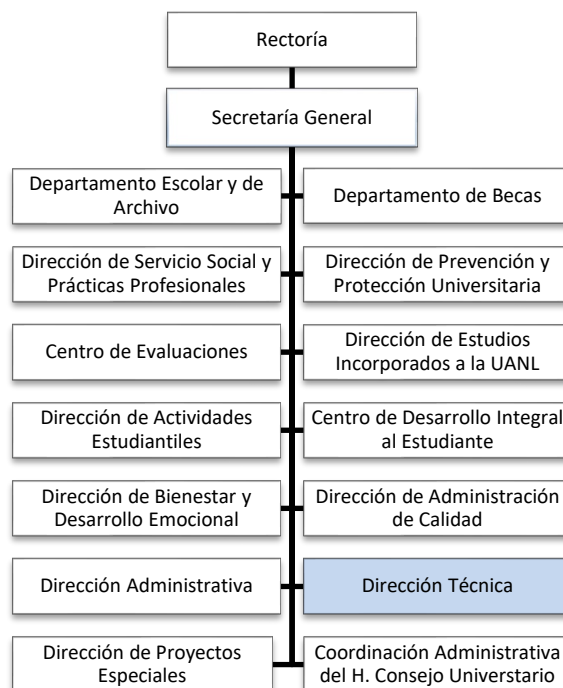 Rectoría
Secretaría General
Departamento Escolar y de
Archivo
Departamento de Becas
Dirección de Servicio Social y
Prácticas Profesionales
Dirección de Prevención y
Protección Universitaria
Centro de Evaluaciones
Dirección de Estudios
Incorporados a la UANL
Dirección de Actividades
Estudiantiles
Centro de Desarrollo Integral
al Estudiante
Dirección de Bienestar y
Desarrollo Emocional
Dirección de Administración
de Calidad
Dirección Administrativa
Dirección Técnica
Dirección de Proyectos
Especiales
Coordinación Administrativa
del H. Consejo Universtario